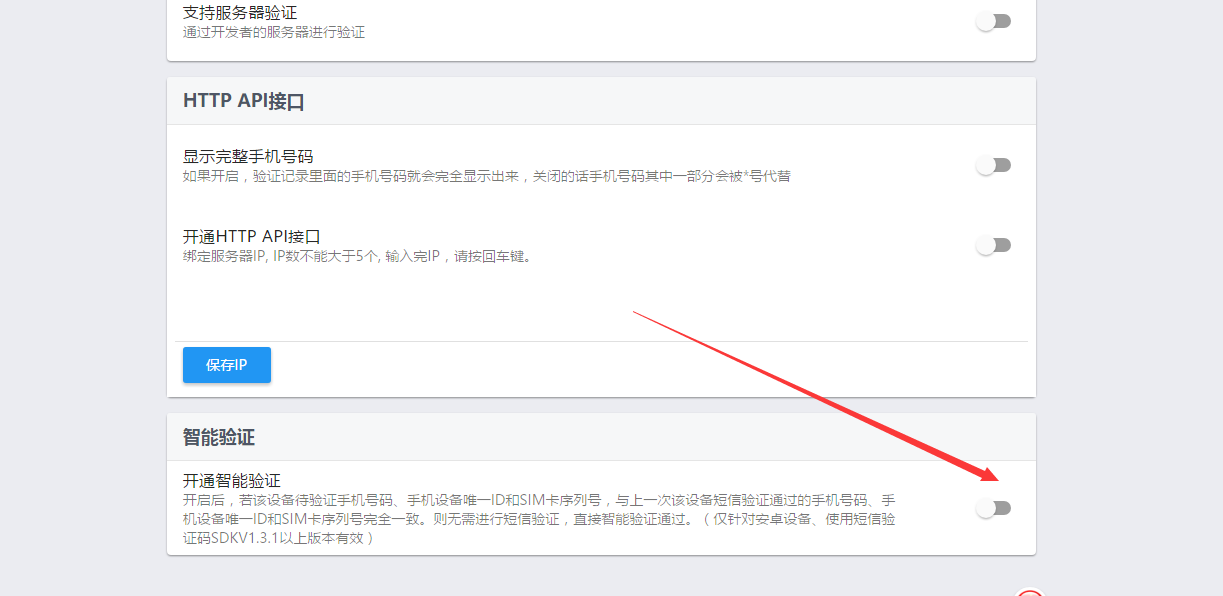 支持服务器验证
通过开发者的服务器进行验证
HTTP API接口
显示完整手机号码
如果开启，验证记录里面的手机号码就会完全显示出来，关闭的话手机号码其中一部分会被*号代替
开通HTTP API接口
绑定服务器IP, IP数不能大于5个, 输入完IP，请按回车键。
保存IP
智能验证
开通智能验证
开启后，若该设备待验证手机号码、手机设备唯一ID和SIM卡序列号，与上一次该设备短信验证通过的手机号码、手
机设备唯一ID和SIM卡序列号完全一致。则无需进行短信验证，直接智能验证通过。（仅针对安卓设备、使用短信验
证码SDKV1.3.1以上版本有效）